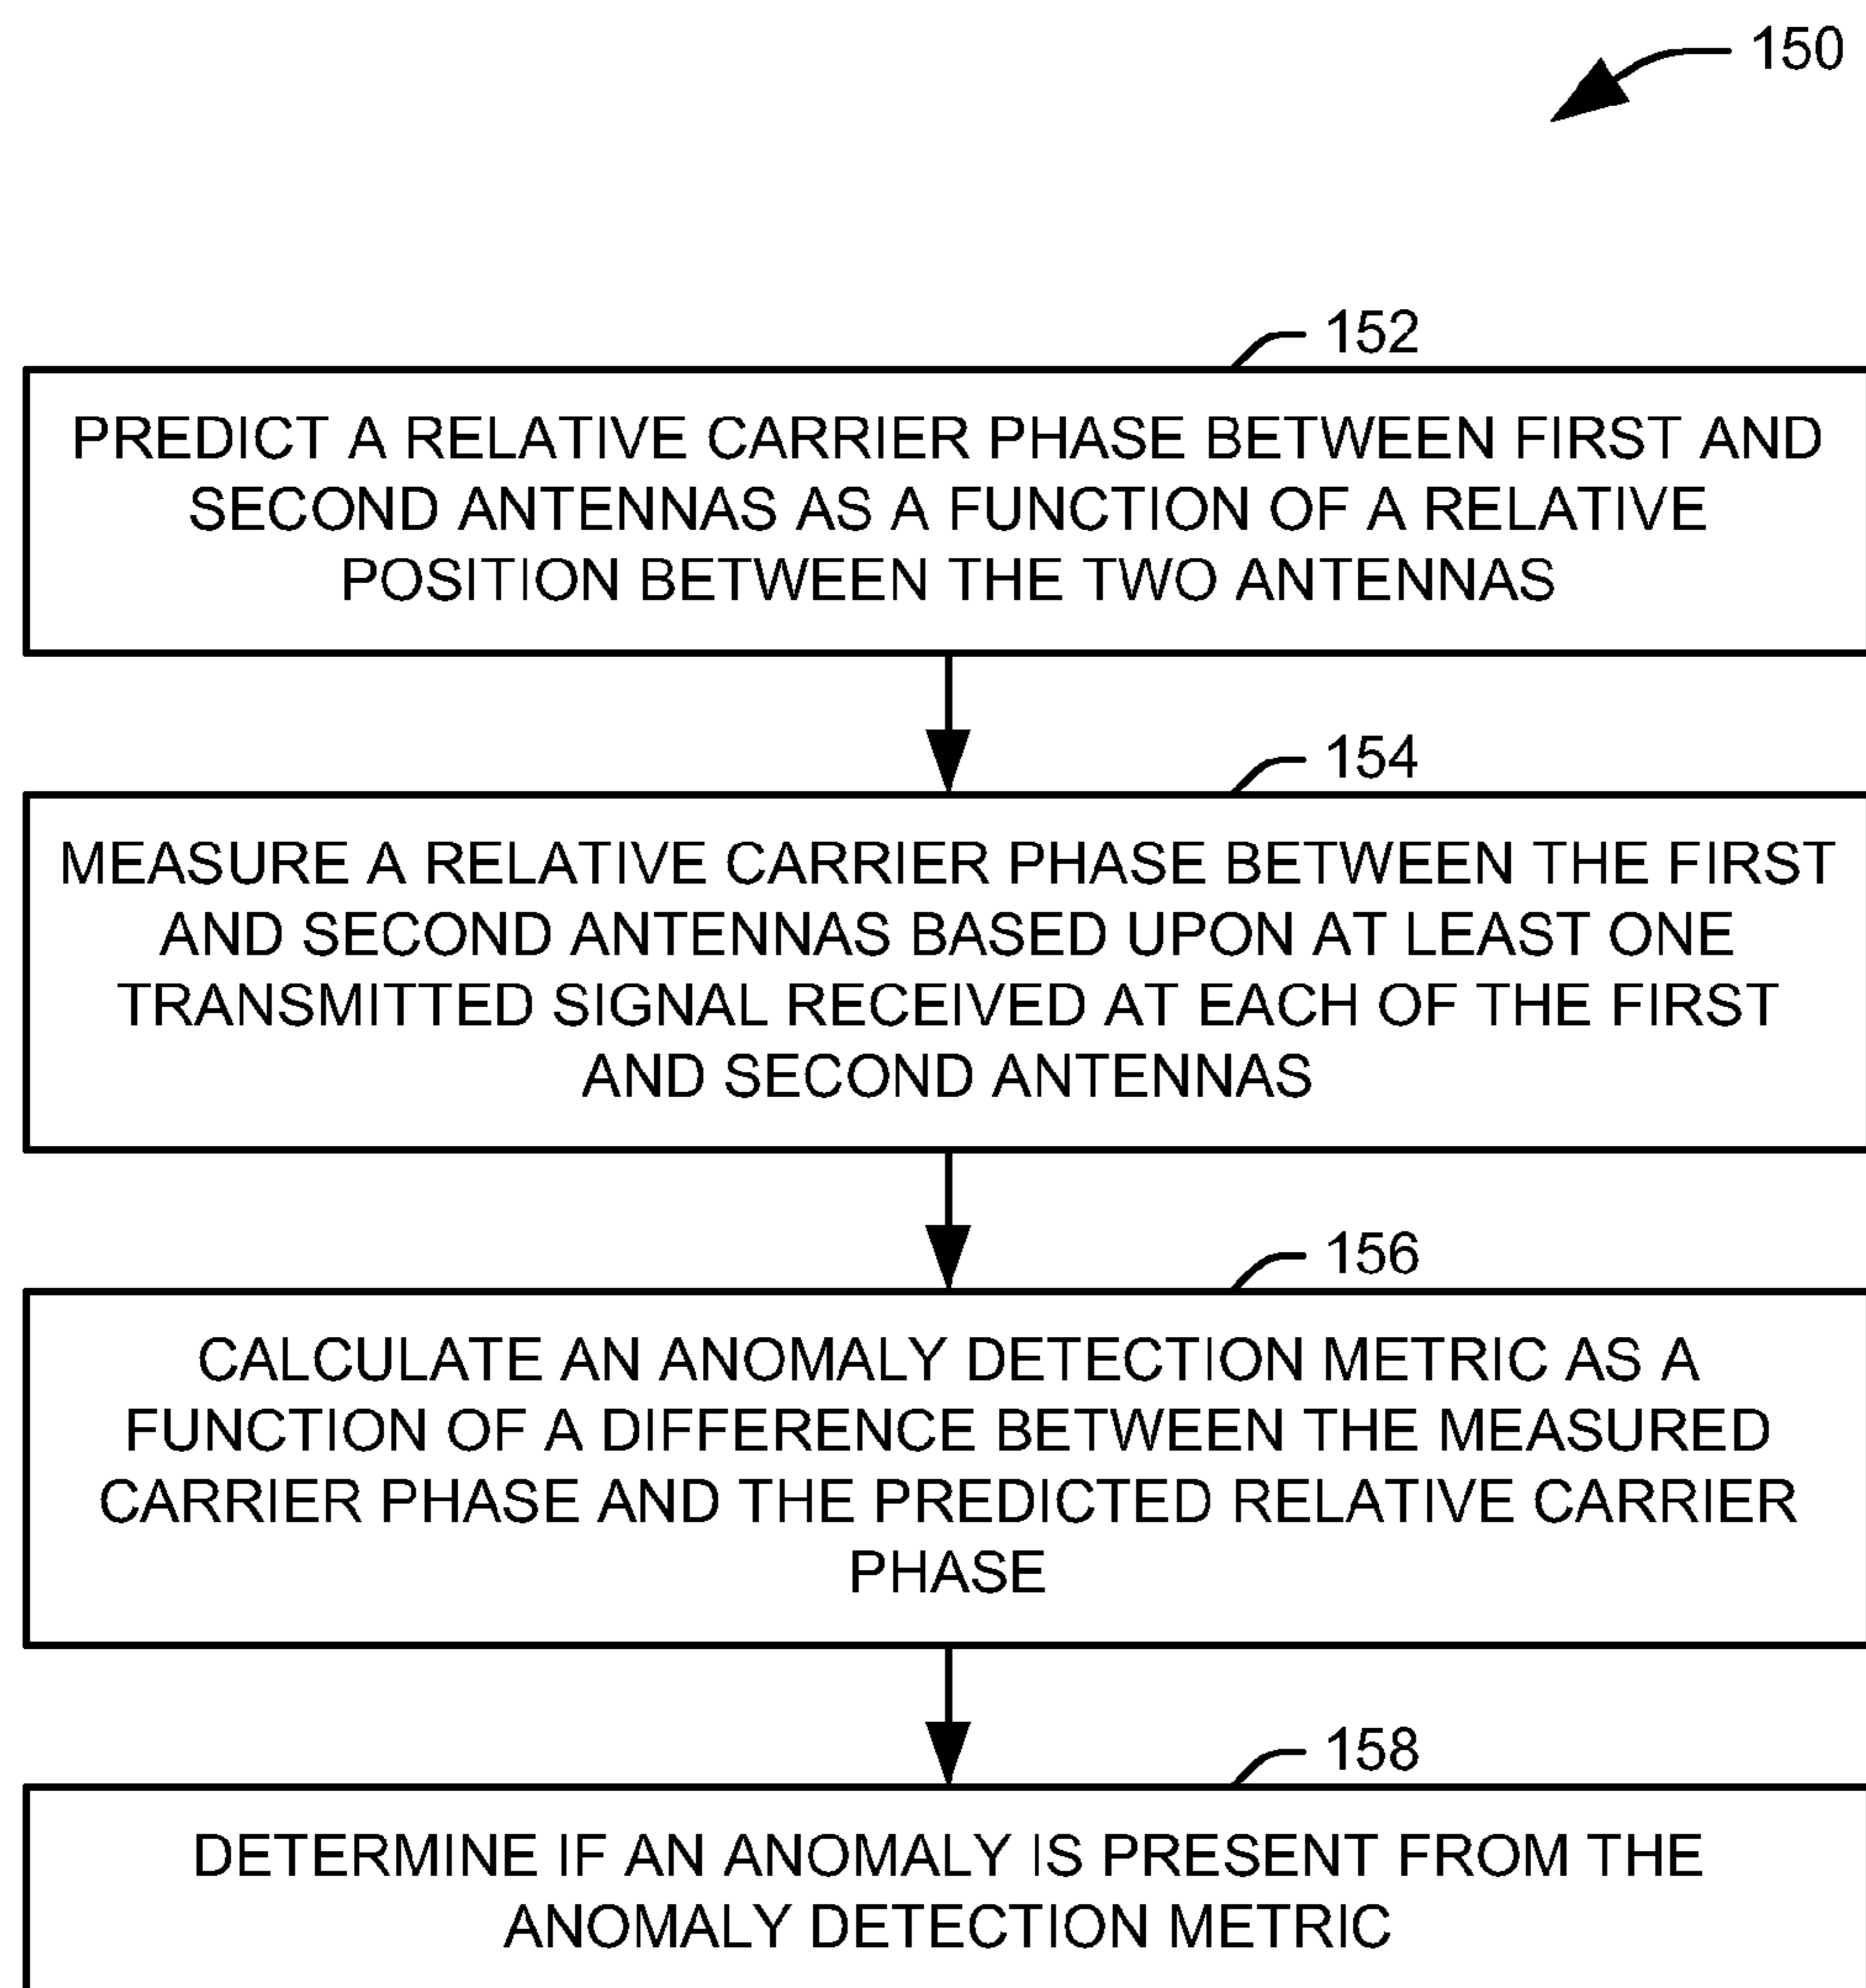 150
152
PREDICT A RELATIVE CARRIER PHASE BETWEEN FIRST AND
SECOND ANTENNAS AS A FUNCTION OF A RELATIVE
POSITION BETWEEN THE TWO ANTENNAS
154
MEASURE A RELATIVE CARRIER PHASE BETWEEN THE FIRST
AND SECOND ANTENNAS BASED UPON AT LEAST ONE
TRANSMITTED SIGNAL RECEIVED AT EACH OF THE FIRST
AND SECOND ANTENNAS
156
CALCULATE AN ANOMALY DETECTION METRIC AS A
FUNCTION OF A DIFFERENCE BETWEEN THE MEASURED
CARRIER PHASE AND THE PREDICTED RELATIVE CARRIER
PHASE
158
DETERMINE IF AN ANOMALY IS PRESENT FROM THE
ANOMALY DETECTION METRIC